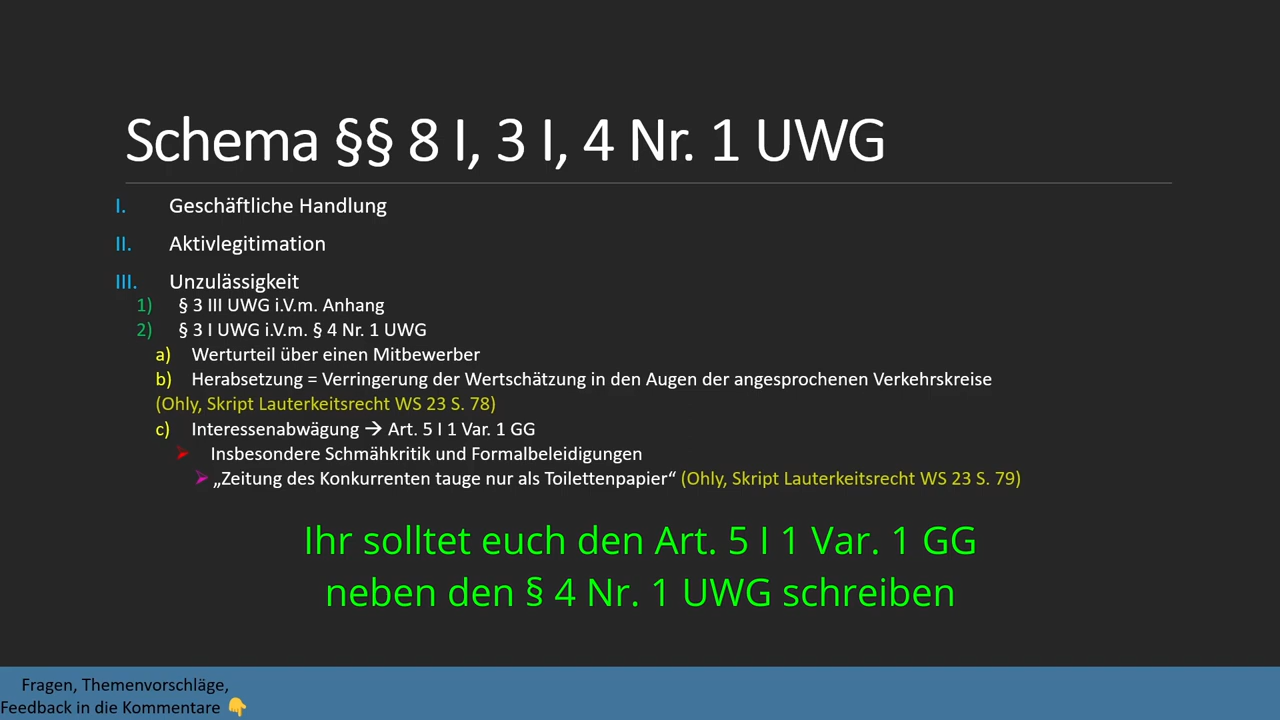 Schema §§ 8 I, 3 I, 4 Nr. 1 UWG
I. Geschäftliche Handlung
II. Aktivlegitimation
III. Unzulässigkeit
1) § 3 III UWG i.V.m. Anhang
2) § 3 I UWG i.V.m. § 4 Nr. 1 UWG
a) Werturteil über einen Mitbewerber
b) Herabsetzung = Verringerung der Wertschätzung in den Augen der angesprochenen Verkehrskreise
(Ohly, Skript Lauterkeitsrecht WS 23 S. 78)
c) Interessenabwägung → Art. 5 I 1 Var. 1 GG
➤ Insbesondere Schmähkritik und Formalbeleidigungen
➤ „Zeitung des Konkurrenten tauge nur als Toilettenpapier“ (Ohly, Skript Lauterkeitsrecht WS 23 S. 79)
Ihr solltet euch den Art. 5 I 1 Var. 1 GG
neben den § 4 Nr. 1 UWG schreiben
Fragen, Themenvorschläge,
Feedback in die Kommentare 👇